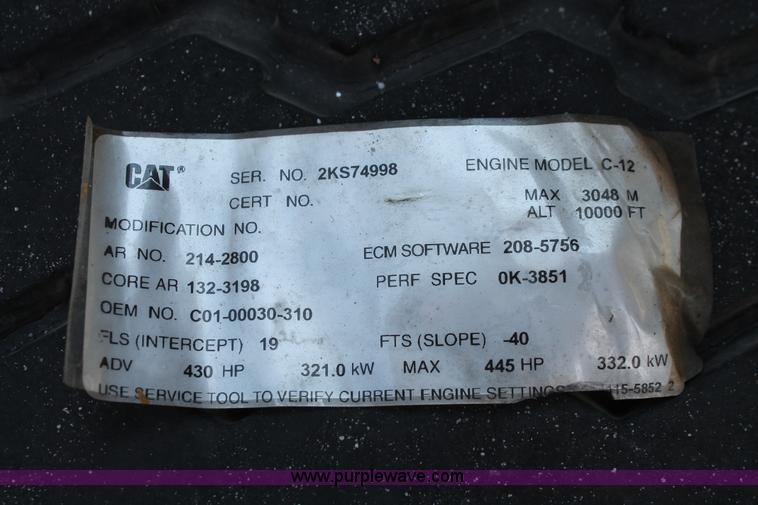 CAT® SER. NO. 2KS74998 ENGINE MODEL C-12
CERT NO. MAX ALT 3048 M 10000 FT
MODIFICATION NO.
AR NO. 214-2800 ECM SOFTWARE 208-5756
CORE AR 132-3198 PERF SPEC 0K-3851
OEM NO. C01-00030-310
FLS (INTERCEPT) 19 FTS (SLOPE) -40
ADV 430 HP 321.0 kW MAX 445 HP 332.0 kW
USE SERVICE TOOL TO VERIFY CURRENT ENGINE SETTINGS 115-5852 2
www.purplewave.com